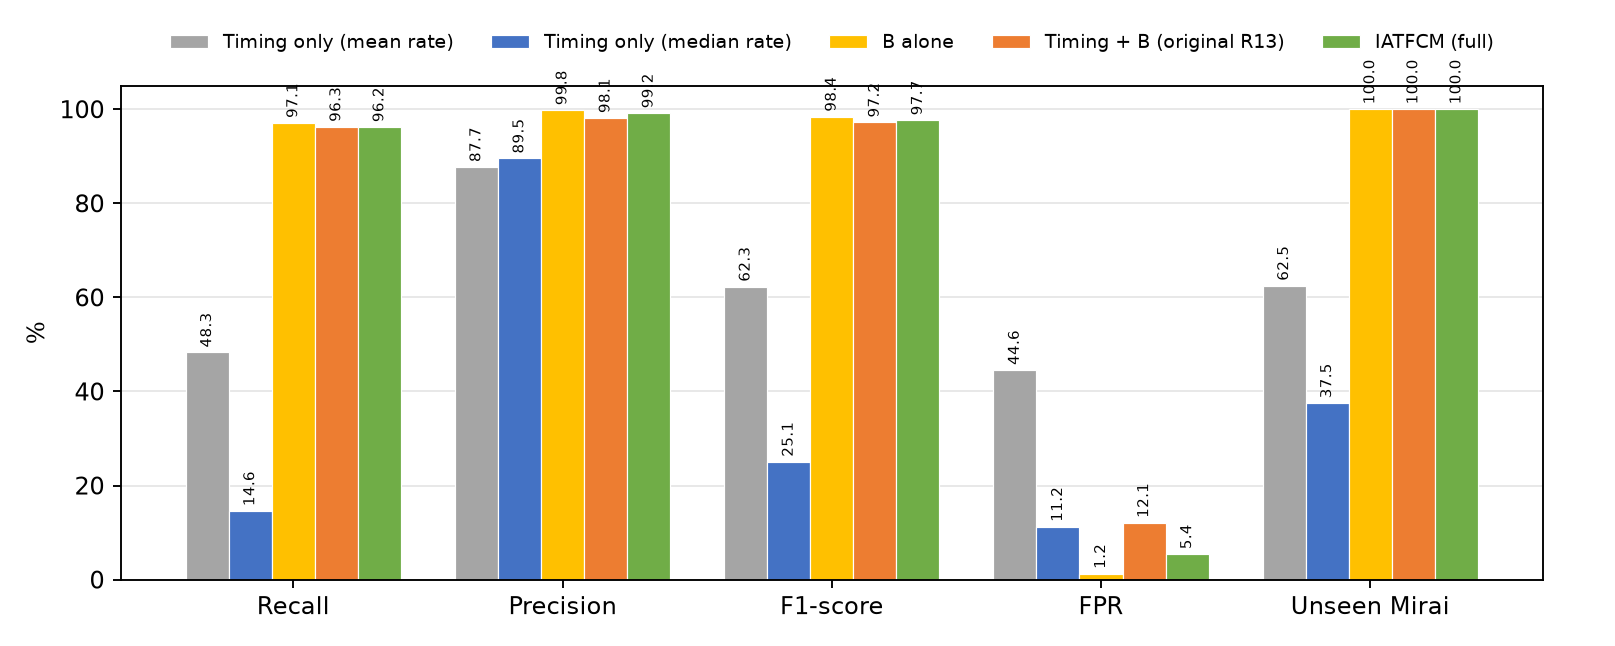 Timing only (mean rate) Timing only (median rate) B alone Timing + B (original R13) IATFCM (full)
%
100
80
60
40
20
0
48.3 14.6 97.1 96.3 96.2
87.7 89.5 99.8 98.1 99.2
62.3 25.1 98.4 97.2 97.7
44.6 11.2 1.2 12.1 5.4
62.5 37.5 100.0 100.0 100.0
Recall Precision F1-score FPR Unseen Mirai